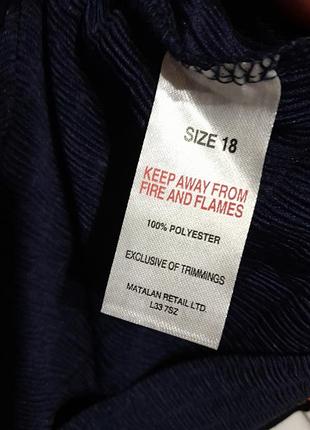 SIZE 18
KEEP AWAY FROM
FIRE AND FLAMES
100% POLYESTER
EXCLUSIVE OF TRIMMINGS
MATALAN RETAIL LTD.
L33 7SZ